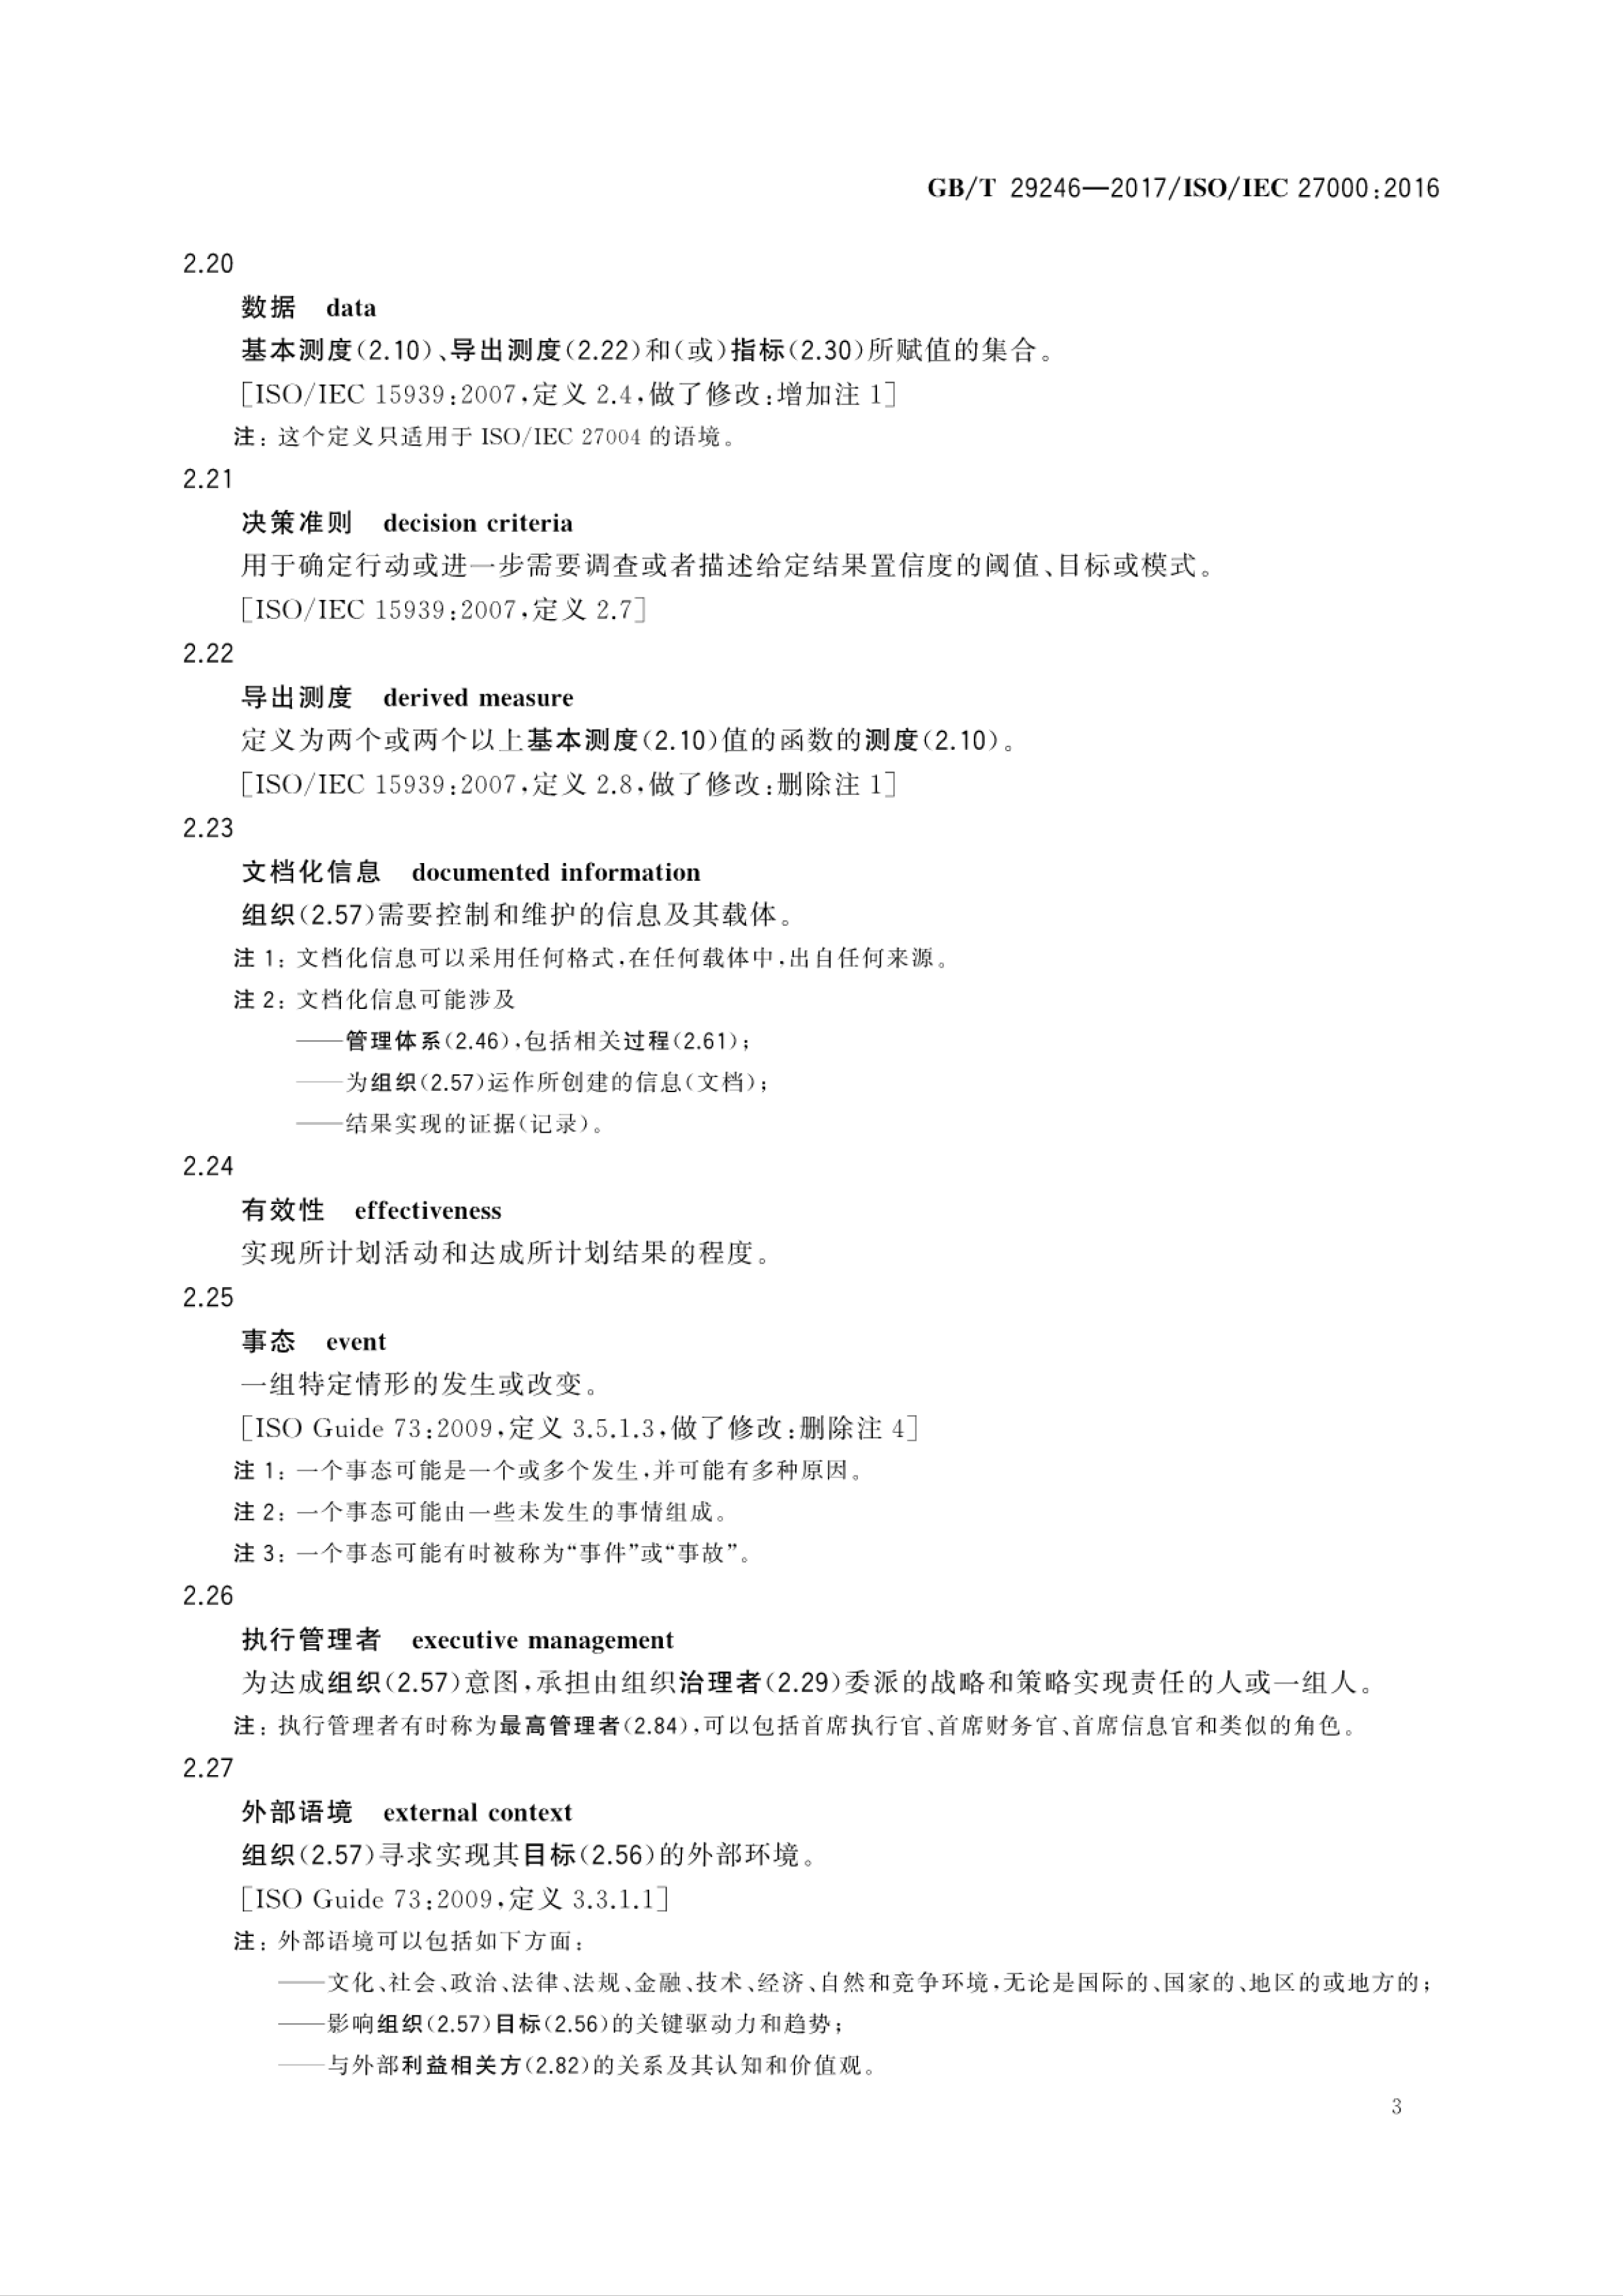 GB/T 29246—2017/ISO/IEC 27000:2016
2.20
数据 data
基本测度(2.10)、导出测度(2.22)和(或)指标(2.30)所赋值的集合。
[ISO/IEC 15939:2007,定义 2.4,做了修改:增加注 1]
注: 这个定义只适用于 ISO/IEC 27004 的语境。
2.21
决策准则 decision criteria
用于确定行动或进一步需要调查或者描述给定结果置信度的阈值、目标或模式。
[ISO/IEC 15939:2007,定义 2.7]
2.22
导出测度 derived measure
定义为两个或两个以上基本测度(2.10)值的函数的测度(2.10)。
[ISO/IEC 15939:2007,定义 2.8,做了修改:删除注 1]
2.23
文档化信息 documented information
组织(2.57)需要控制和维护的信息及其载体。
注 1: 文档化信息可以采用任何格式,在任何载体中,出自任何来源。
注 2: 文档化信息可能涉及
——管理体系(2.46),包括相关过程(2.61);
——为组织(2.57)运作所创建的信息(文档);
——结果实现的证据(记录)。
2.24
有效性 effectiveness
实现所计划活动和达成所计划结果的程度。
2.25
事态 event
一组特定情形的发生或改变。
[ISO Guide 73:2009,定义 3.5.1.3,做了修改:删除注 4]
注 1: 一个事态可能是一个或多个发生,并可能有多种原因。
注 2: 一个事态可能由一些未发生的事情组成。
注 3: 一个事态可能有时被称为“事件”或“事故”。
2.26
执行管理者 executive management
为达成组织(2.57)意图,承担由组织治理者(2.29)委派的战略和策略实现责任的人或一组人。
注: 执行管理者有时称为最高管理者(2.84),可以包括首席执行官、首席财务官、首席信息官和类似的角色。
2.27
外部语境 external context
组织(2.57)寻求实现其目标(2.56)的外部环境。
[ISO Guide 73:2009,定义 3.3.1.1]
注: 外部语境可以包括如下方面:
——文化、社会、政治、法律、法规、金融、技术、经济、自然和竞争环境,无论是国际的、国家的、地区的或地方的;
——影响组织(2.57)目标(2.56)的关键驱动力和趋势;
——与外部利益相关方(2.82)的关系及其认知和价值观。
3